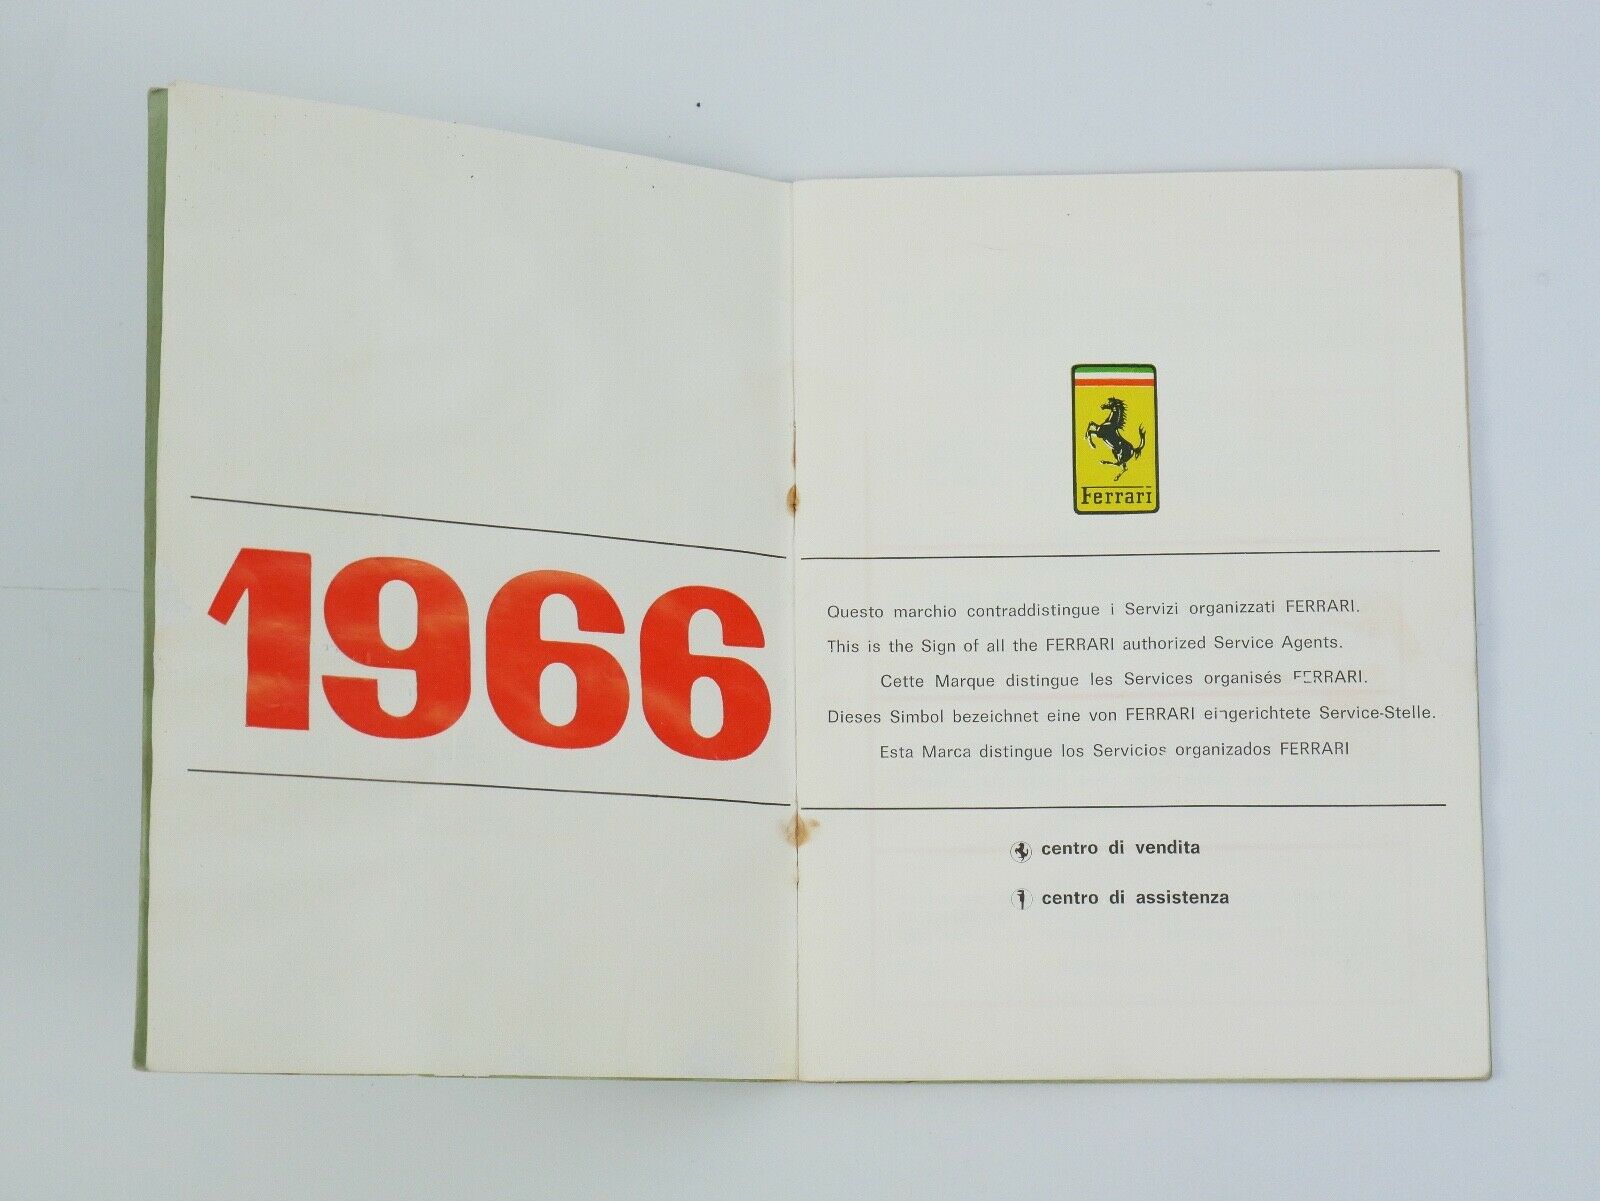 1966
Ferrari
Questo marchio contraddistingue i Servizi organizzati FERRARI.
This is the Sign of all the FERRARI authorized Service Agents.
Cette Marque distingue les Services organisés FERRARI.
Dieses Simbol bezeichnet eine von FERRARI eingerichtete Service-Stelle.
Esta Marca distingue los Servicios organizados FERRARI
centro di vendita
centro di assistenza